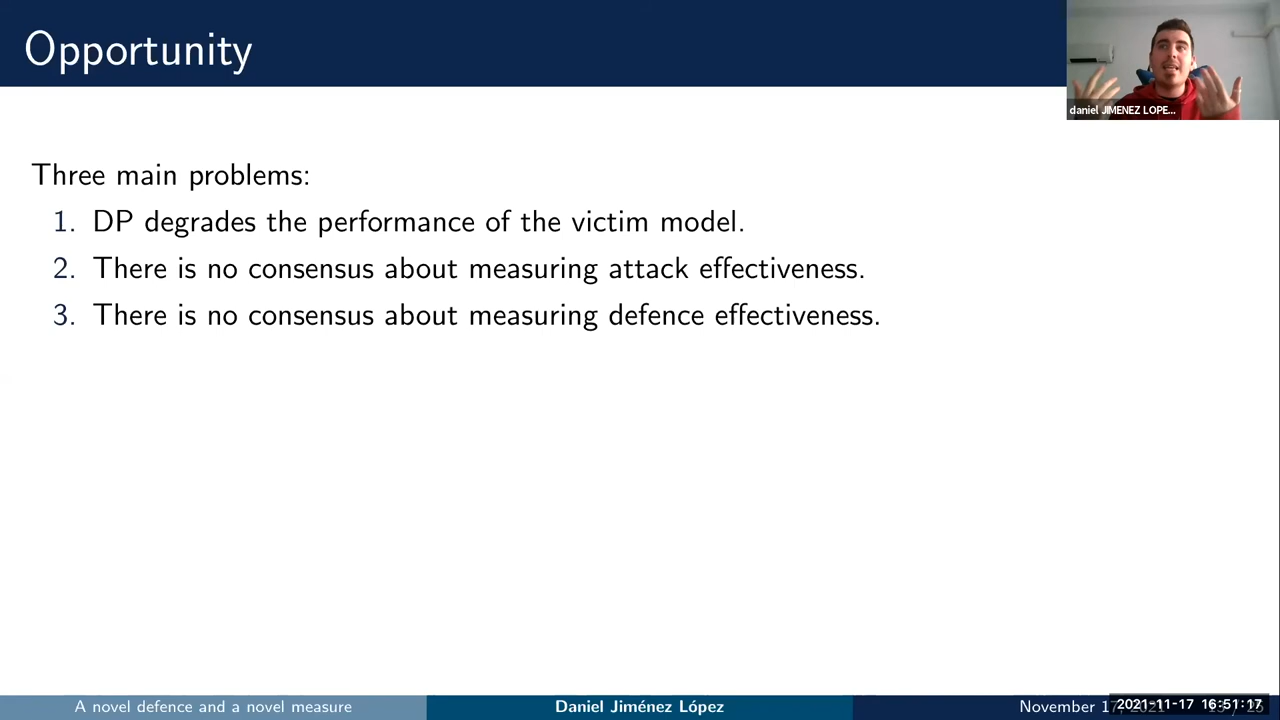 Opportunity
daniel JIMENEZ LOPE...
Three main problems:
1. DP degrades the performance of the victim model.
2. There is no consensus about measuring attack effectiveness.
3. There is no consensus about measuring defence effectiveness.
A novel defence and a novel measure
Daniel Jiménez López
November 17, 2021
2021-11-17 16:51:17